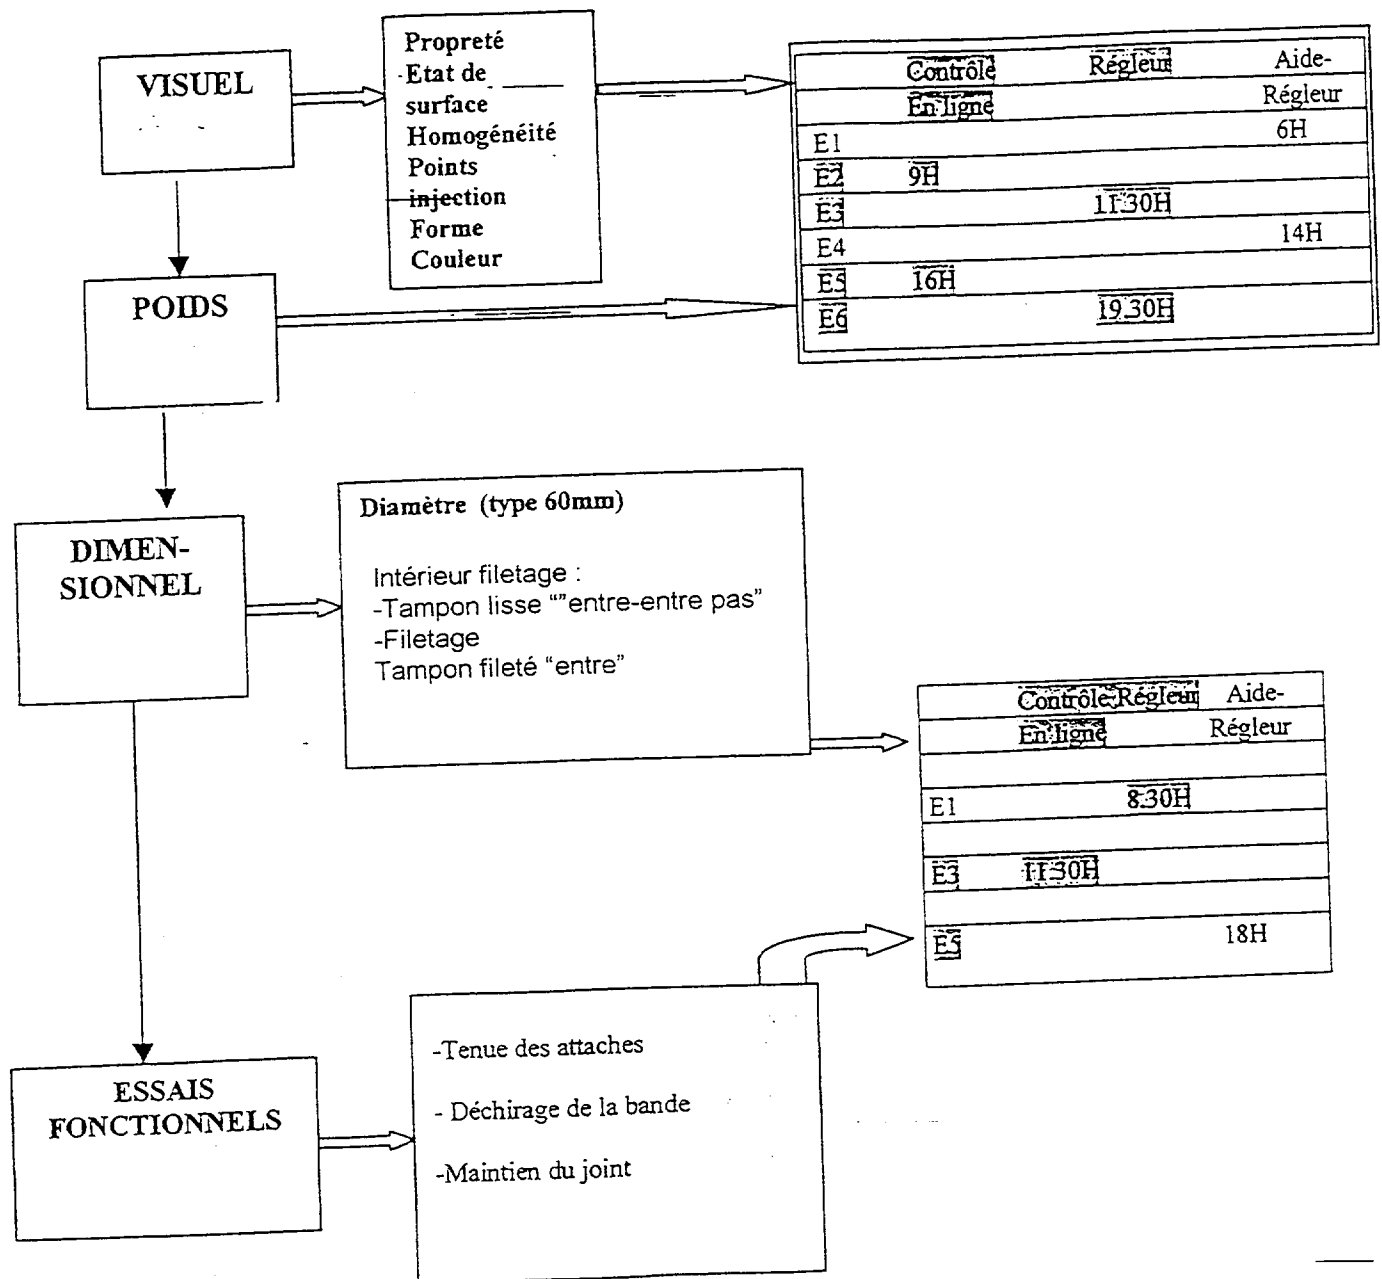 VISUEL
Propreté
-Etat de
surface
Homogénéité
Points
injection
Forme
Couleur
Contrôle Régleur Aide-
En ligne Régleur
E1 6H
E2 9H
E3 11.30H
E4 14H
E5 16H
E6 19.30H
POIDS
DIMEN-
SIONNEL
Diamètre (type 60mm)
Intérieur filetage :
-Tampon lisse “”entre-entre pas”
-Filetage
Tampon fileté “entre”
Contrôle Régleur Aide-
En ligne Régleur
E1 8.30H
E3 11.30H
E5 18H
ESSAIS
FONCTIONNELS
-Tenue des attaches
- Déchirage de la bande
-Maintien du joint